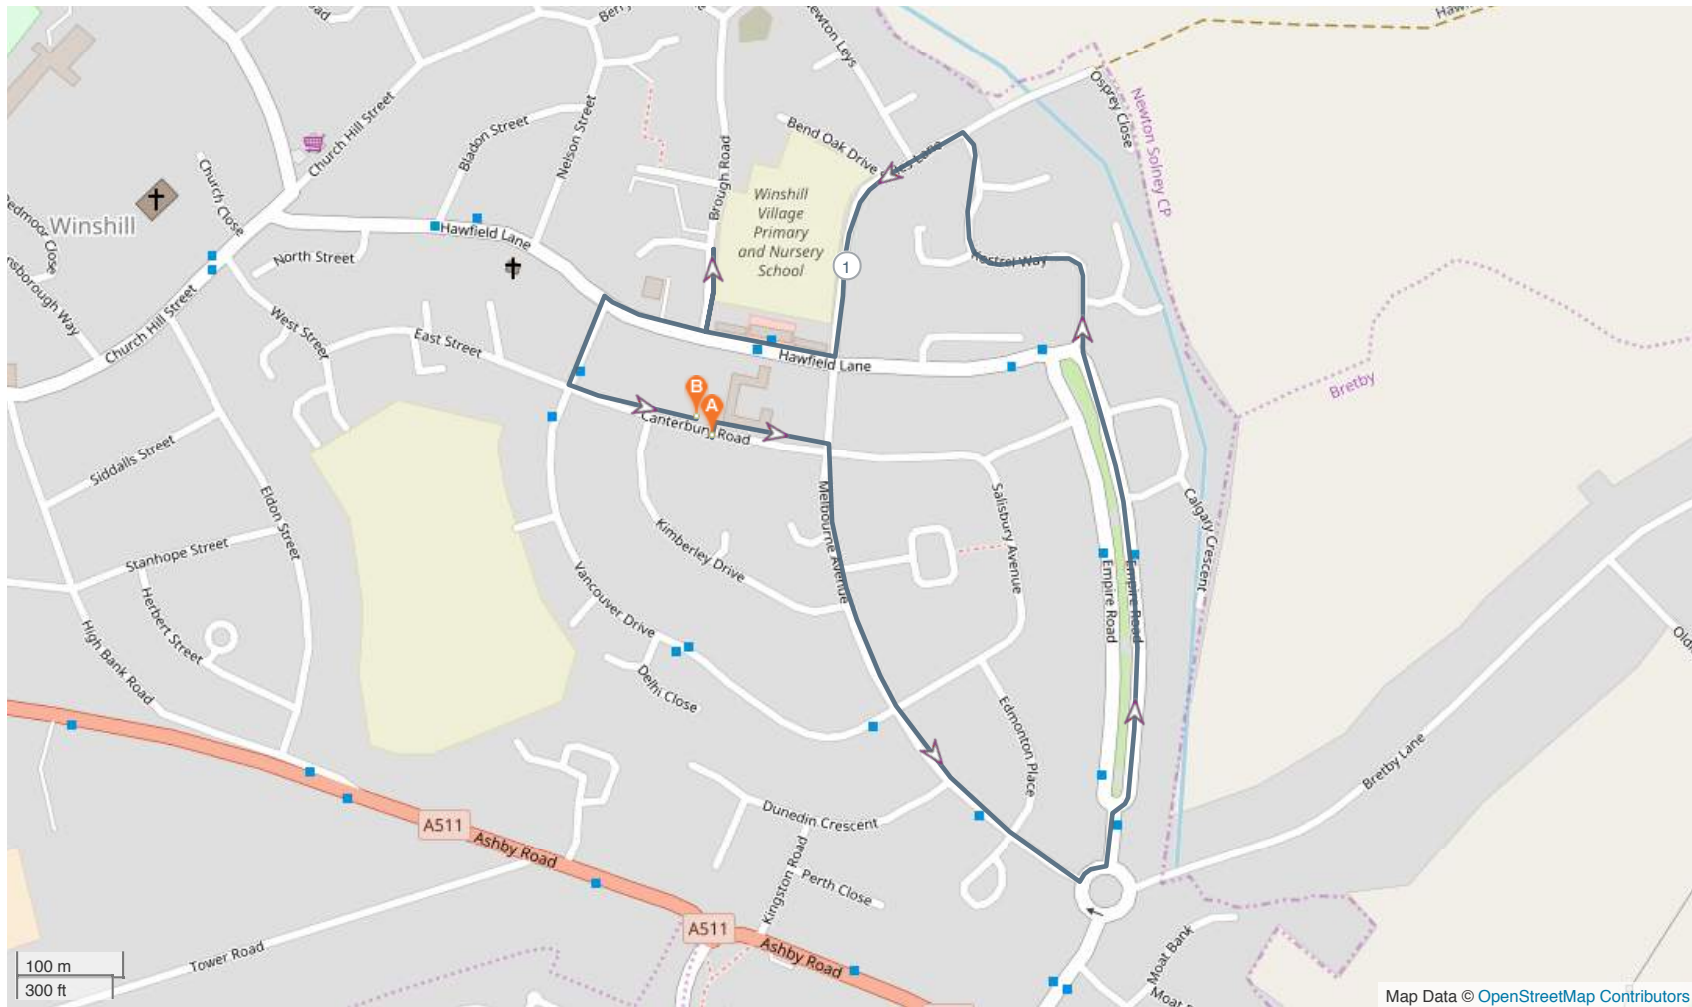 Church Hill Street
Newton Leys
Osprey Close
Newton Solney CP
Bladon Street
Nelson Street
Brough Road
Bend Oak Drive
Church Hill Street
Church Close
Winshill
Winshill
Village
Primary
and Nursery
School
Hawfield Lane
North Street
Kestrel Way
1
West Street
East Street
Church Hill Street
Hawfield Lane
Bretby
B
A
Canterbury Road
Siddalls Street
Eldon Street
Melbourne Avenue
Salisbury Avenue
Calgary Crescent
Stanhope Street
Kimberley Drive
Herbert Street
Vancouver Drive
Empire Road
Empire Road
High Bank Road
Delhi Close
Edmonton Place
Bretby Lane
Dunedin Crescent
A511
Ashby Road
Kingston Road
Perth Close
A511
Ashby Road
Tower Road
Moat Bank
100 m
300 ft
Map Data © OpenStreetMap Contributors